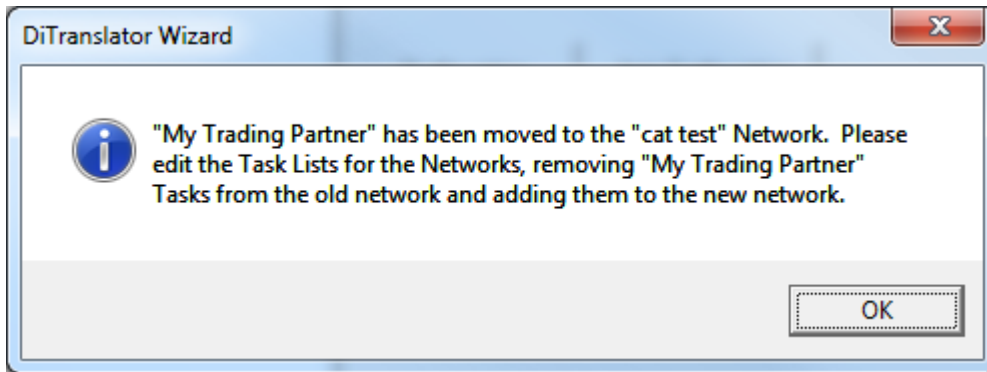 DiTranslator Wizard
"My Trading Partner" has been moved to the "cat test" Network.  Please
edit the Task Lists for the Networks, removing "My Trading Partner"
Tasks from the old network and adding them to the new network.
OK